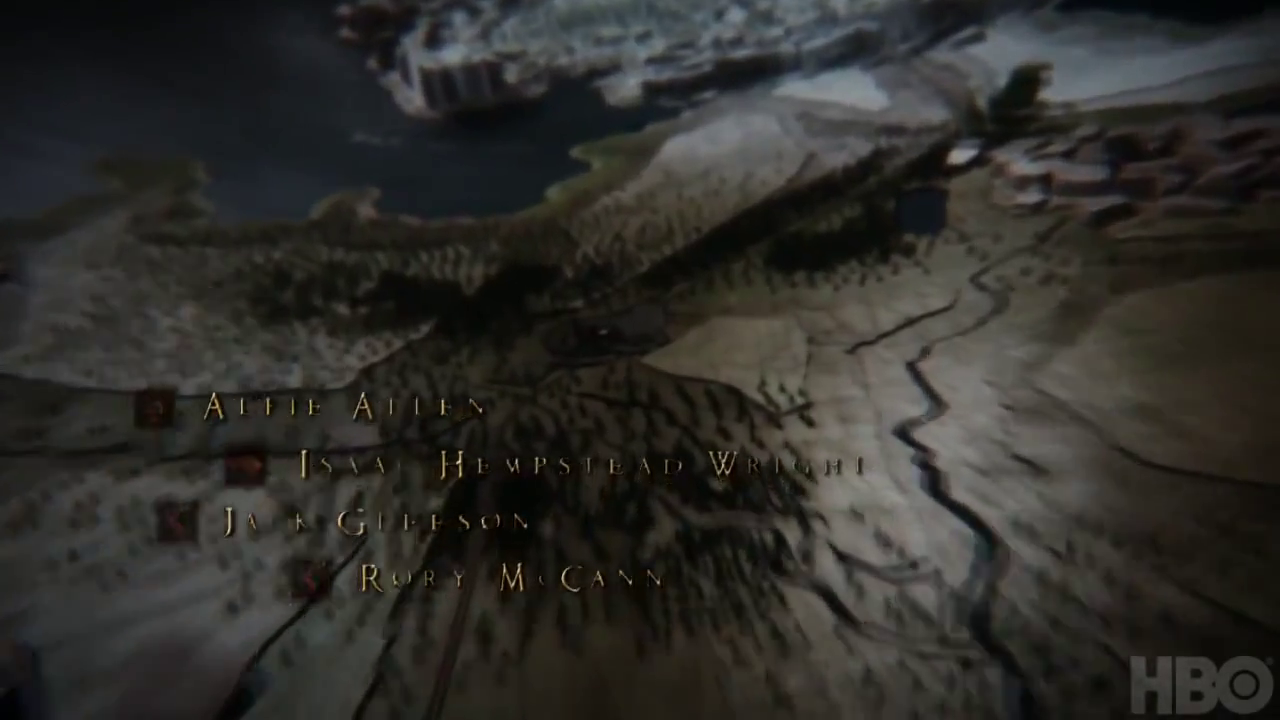 Alfie Allen
Isaac Hempstead Wright
Jack Gleeson
Rory McCann
HBO